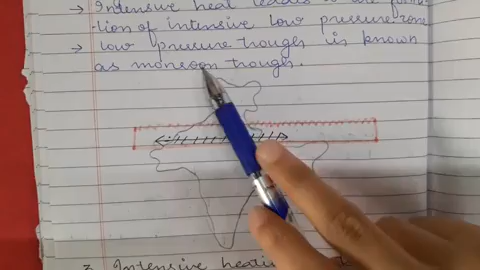 → Intensive heat leads to the forma
-tion of intensive low pressure zone
→ low pressure trough is known
as monsoon trough.
3. Intensive heating